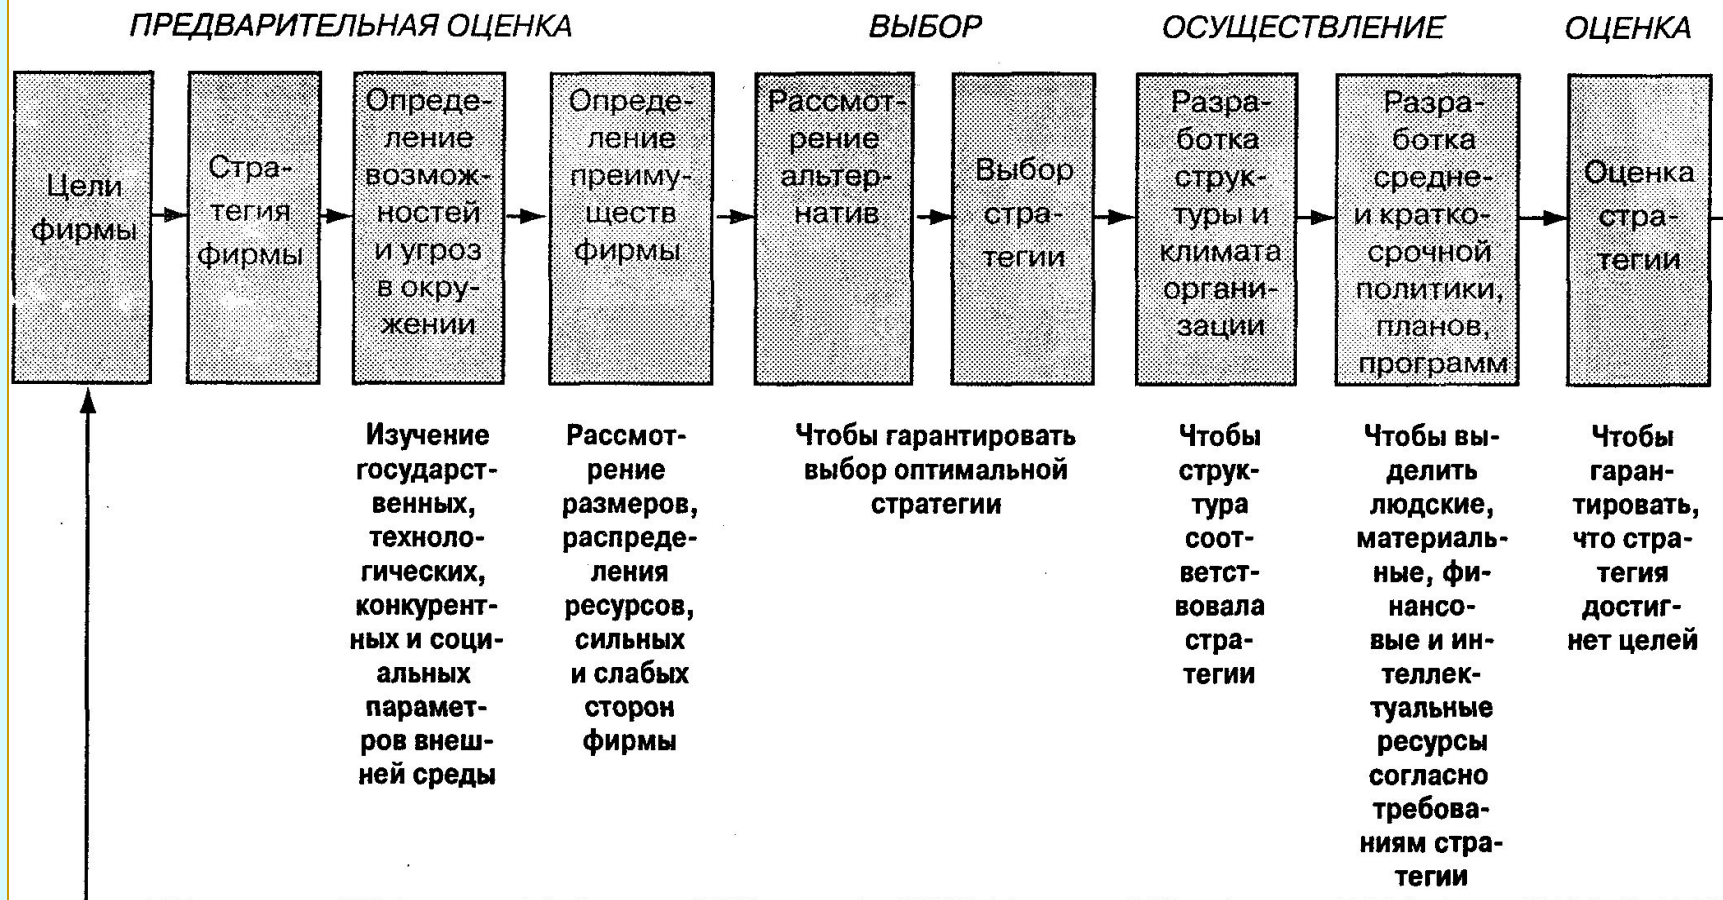 ПРЕДВАРИТЕЛЬНАЯ ОЦЕНКА
ВЫБОР
ОСУЩЕСТВЛЕНИЕ
ОЦЕНКА
Цели
фирмы
Стра-
тегия
фирмы
Опреде-
ление
возмож-
ностей
и угроз
в окру-
жении
Опреде-
ление
преиму-
ществ
фирмы
Рассмот-
рение
альтер-
натив
Выбор
стра-
тегии
Разра-
ботка
струк-
туры и
климата
органи-
зации
Разра-
ботка
средне-
и кратко-
срочной
политики,
планов,
программ
Оценка
стра-
тегии
Изучение
государст-
венных,
техноло-
гических,
конкурент-
ных и соци-
альных
парамет-
ров внеш-
ней среды
Рассмот-
рение
размеров,
распреде-
ления
ресурсов,
сильных
и слабых
сторон
фирмы
Чтобы гарантировать
выбор оптимальной
стратегии
Чтобы
струк-
тура
соот-
ветст-
вовала
стра-
тегии
Чтобы вы-
делить
людские,
материаль-
ные, фи-
нансо-
вые и ин-
теллек-
туальные
ресурсы
согласно
требова-
ниям стра-
тегии
Чтобы
гаран-
тировать,
что стра-
тегия
достиг-
нет целей